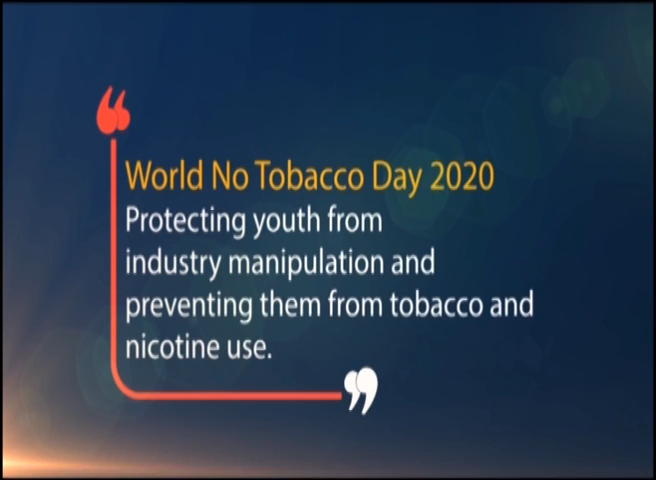 World No Tobacco Day 2020
Protecting youth from
industry manipulation and
preventing them from tobacco and
nicotine use.